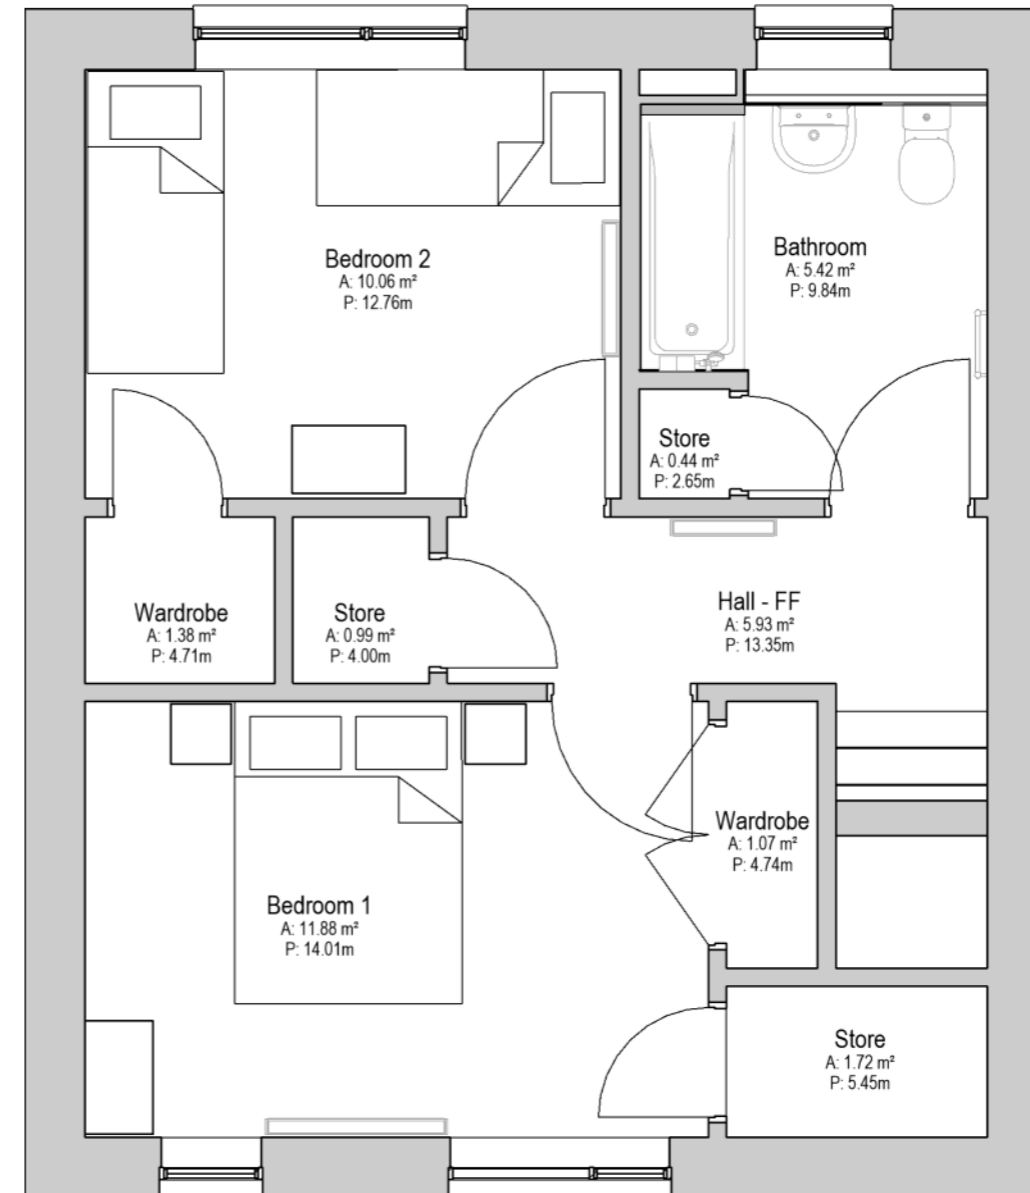 Bedroom 2
A: 10.06 m²
P: 12.76m
Bathroom
A: 5.42 m²
P: 9.84m
Store
A: 0.44 m²
P: 2.65m
Wardrobe
A: 1.38 m²
P: 4.71m
Store
A: 0.99 m²
P: 4.00m
Hall - FF
A: 5.93 m²
P: 13.35m
Wardrobe
A: 1.07 m²
P: 4.74m
Bedroom 1
A: 11.88 m²
P: 14.01m
Store
A: 1.72 m²
P: 5.45m